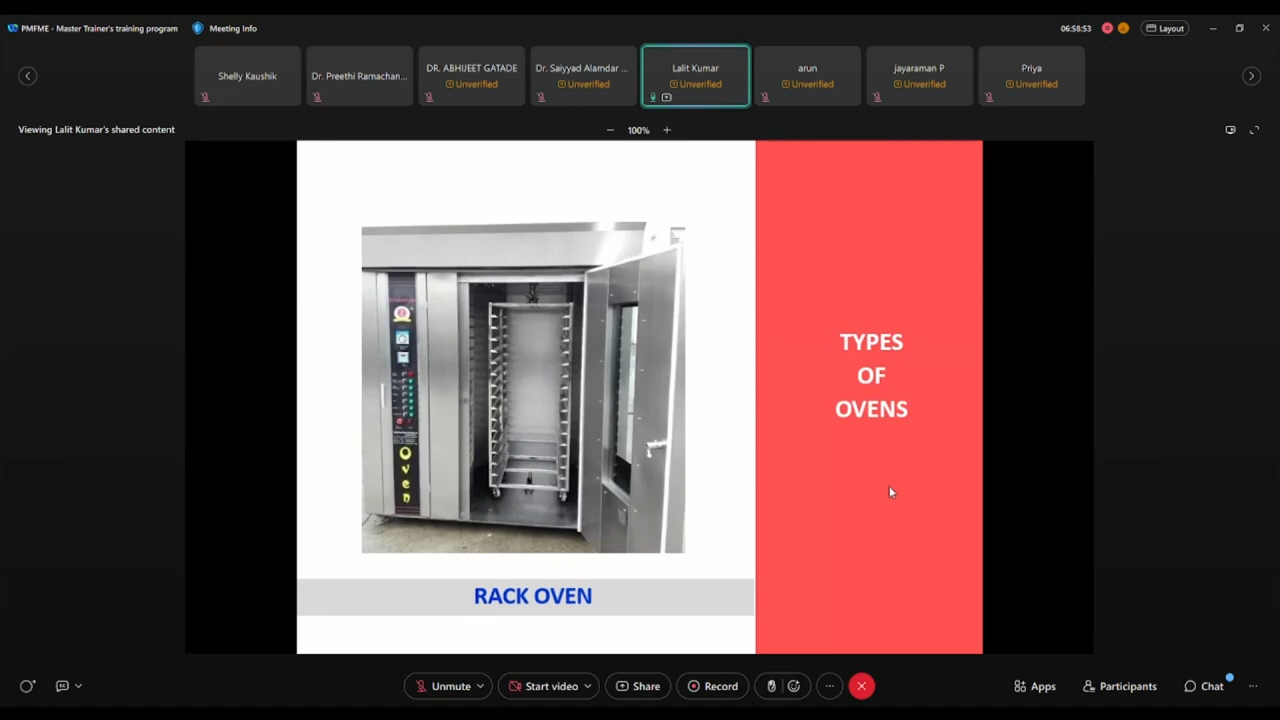 PMFME - Master Trainer's training program
Meeting Info
06:58:53
Layout
Shelly Kaushik
Dr. Preethi Ramachan...
DR. ABHIJEET GATADE
Unverified
Dr. Saiyyad Alamdar ...
Unverified
Lalit Kumar
Unverified
arun
Unverified
jayaraman P
Unverified
Priya
Unverified
Viewing Lalit Kumar's shared content
100%
TYPES
OF
OVENS
Oven
RACK OVEN
Unmute
Start video
Share
Record
Apps
Participants
Chat